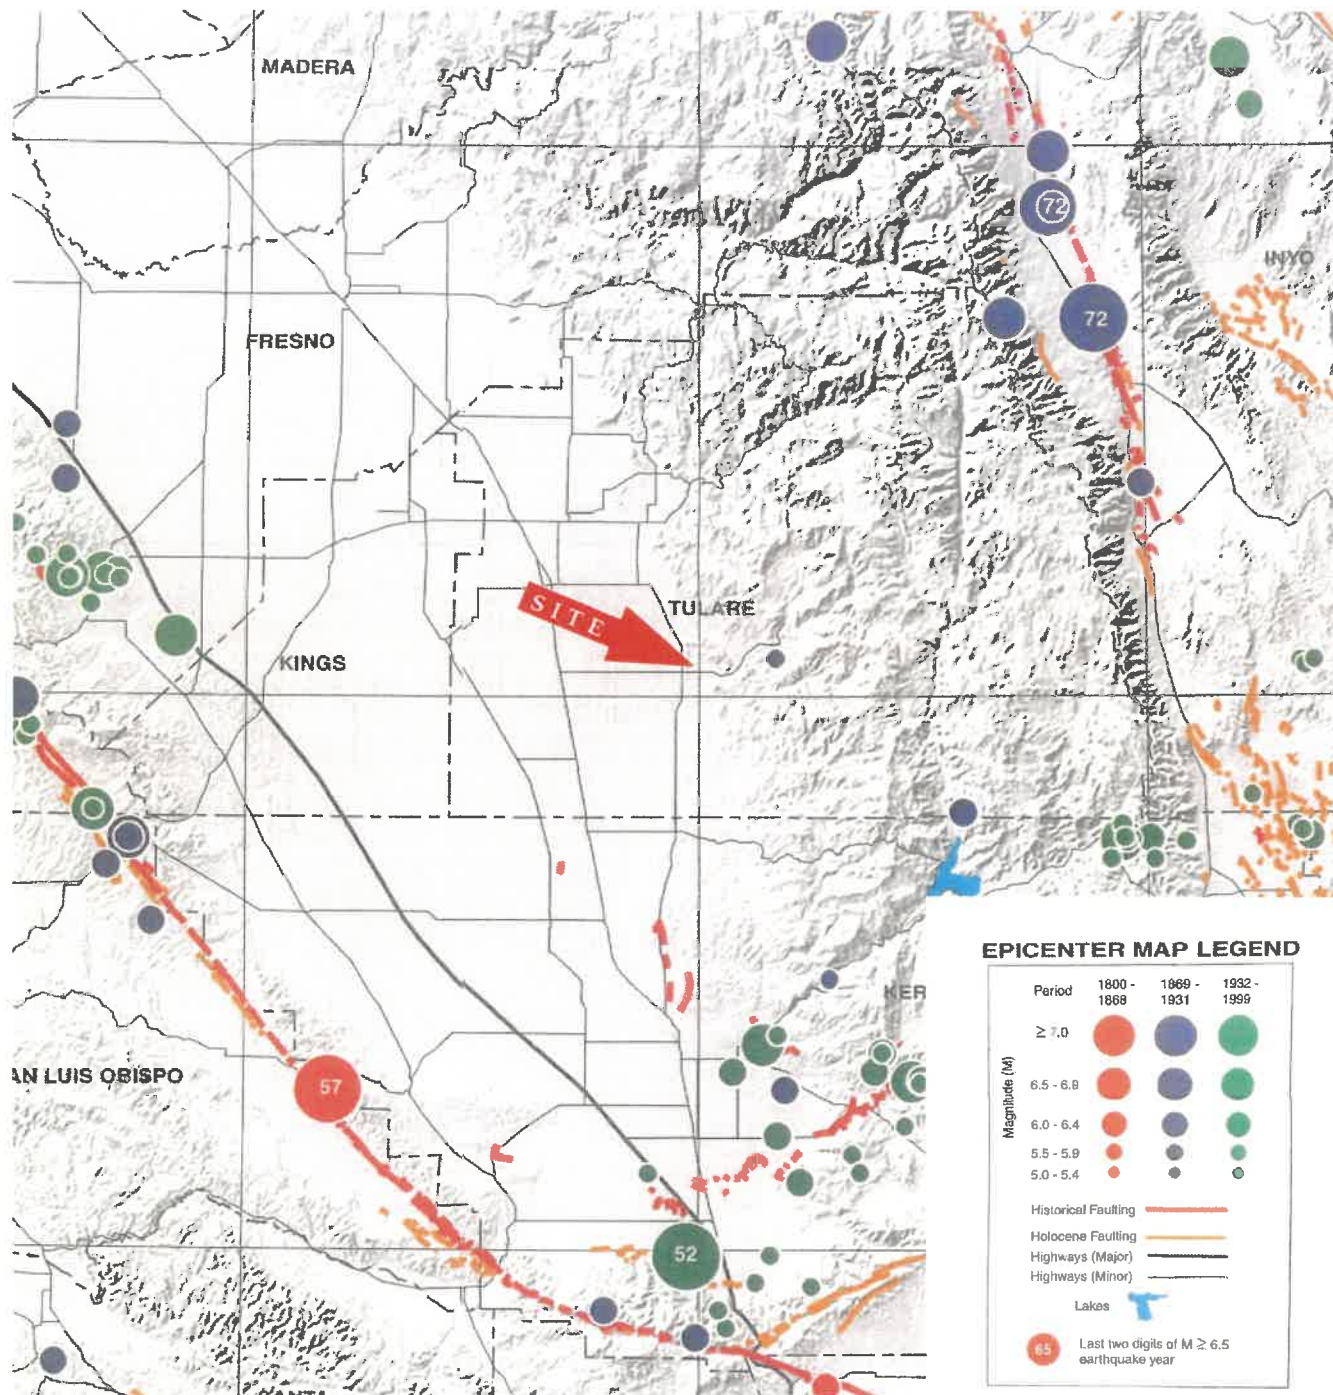 MADERA
72
INYO
72
FRESNO
SITE
TULARE
KINGS
KER
AN LUIS OBISPO
57
52
EPICENTER MAP LEGEND
Period 1800 - 1868 1869 - 1931 1932 - 1999
Magnitude (M)
≥ 7.0
6.5 - 6.9
6.0 - 6.4
5.5 - 5.9
5.0 - 5.4
Historical Faulting
Holocene Faulting
Highways (Major)
Highways (Minor)
Lakes
65 Last two digits of M ≥ 6.5
earthquake year